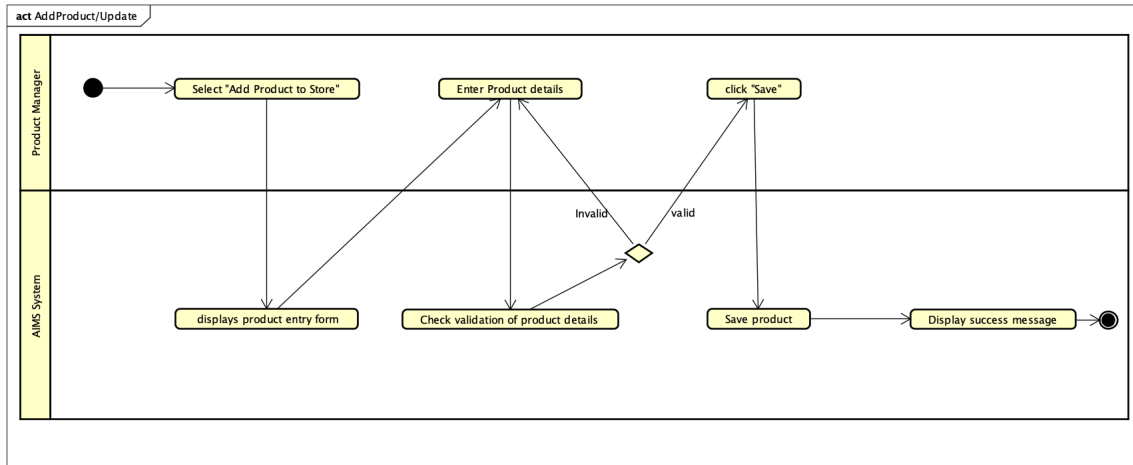 act AddProduct/Update
Product Manager
Select "Add Product to Store"
Enter Product details
click "Save"
Invalid
valid
AIMS System
displays product entry form
Check validation of product details
Save product
Display success message